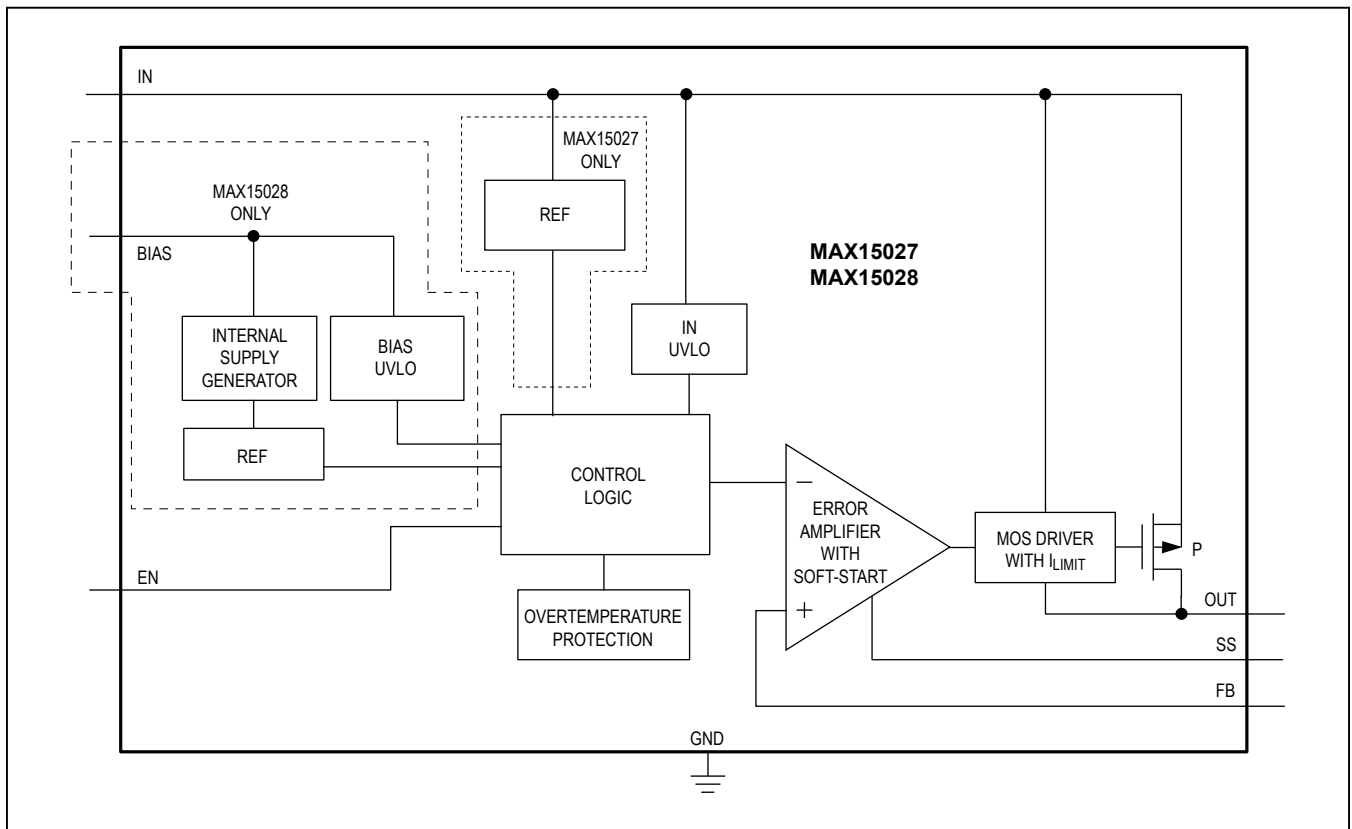 IN
MAX15027
ONLY
MAX15028
ONLY
REF
BIAS
MAX15027
MAX15028
IN
UVLO
INTERNAL
SUPPLY
GENERATOR
BIAS
UVLO
REF
CONTROL
LOGIC
−
ERROR
AMPLIFIER
WITH
SOFT-START
+
MOS DRIVER
WITH ILIMIT
P
EN
OVERTEMPERATURE
PROTECTION
OUT
SS
FB
GND